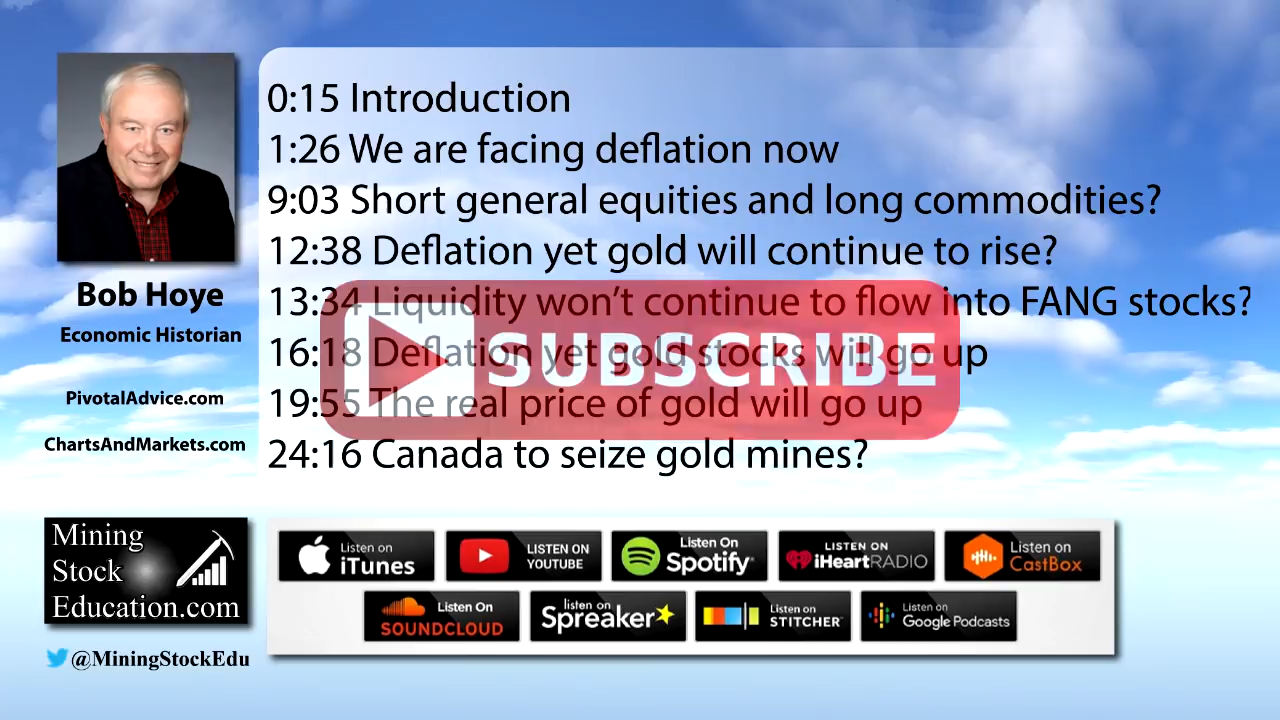 0:15 Introduction
1:26 We are facing deflation now
9:03 Short general equities and long commodities?
12:38 Deflation yet gold will continue to rise?
13:34 Liquidity won't continue to flow into FANG stocks?
16:18 Deflation yet gold stocks will go up
19:55 The real price of gold will go up
24:16 Canada to seize gold mines?
SUBSCRIBE
Bob Hoye
Economic Historian
PivotalAdvice.com
ChartsAndMarkets.com
Mining
Stock
Education.com
@MiningStockEdu
Listen on
iTunes
LISTEN ON
YOUTUBE
Listen On
Spotify
LISTEN ON
iHeartRADIO
Listen on
CastBox
Listen On
SOUNDCLOUD
listen on
Spreaker
Listen on
STITCHER
Listen on
Google Podcasts